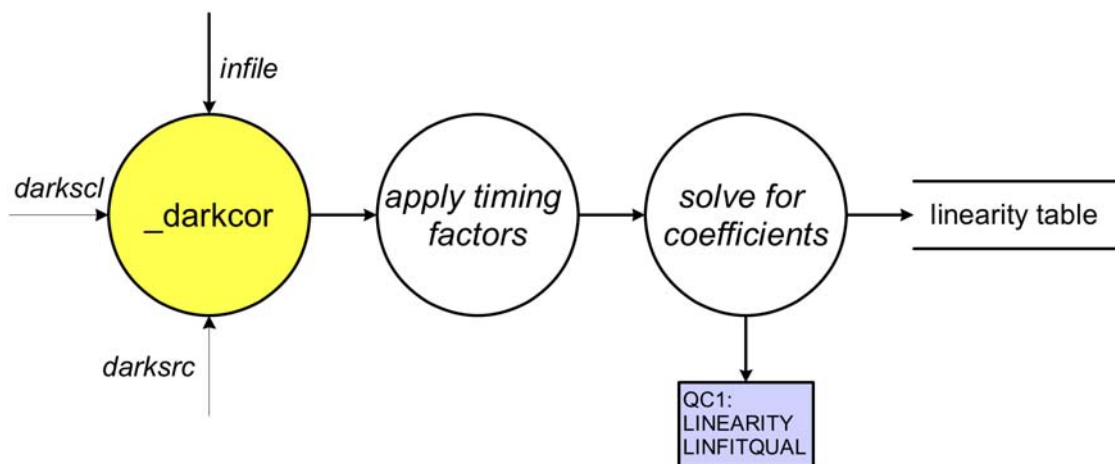 infile
darkscl
_darkcor
apply timing
factors
solve for
coefficients
linearity table
darksrc
QC1:
LINEARITY
LINFITQUAL